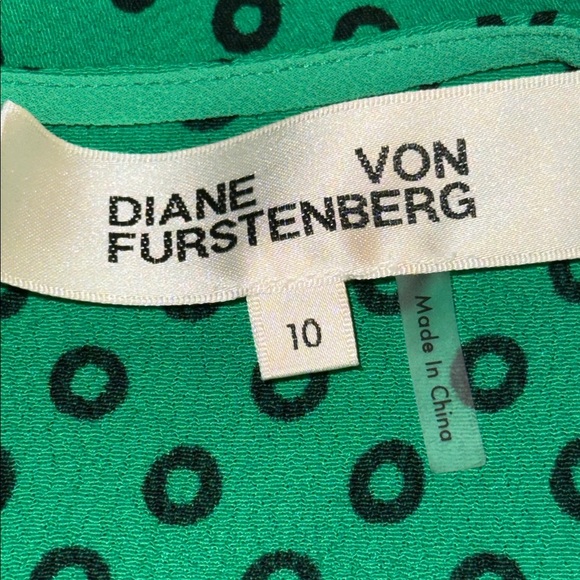 DIANE VON
FURSTENBERG
10
Made In China